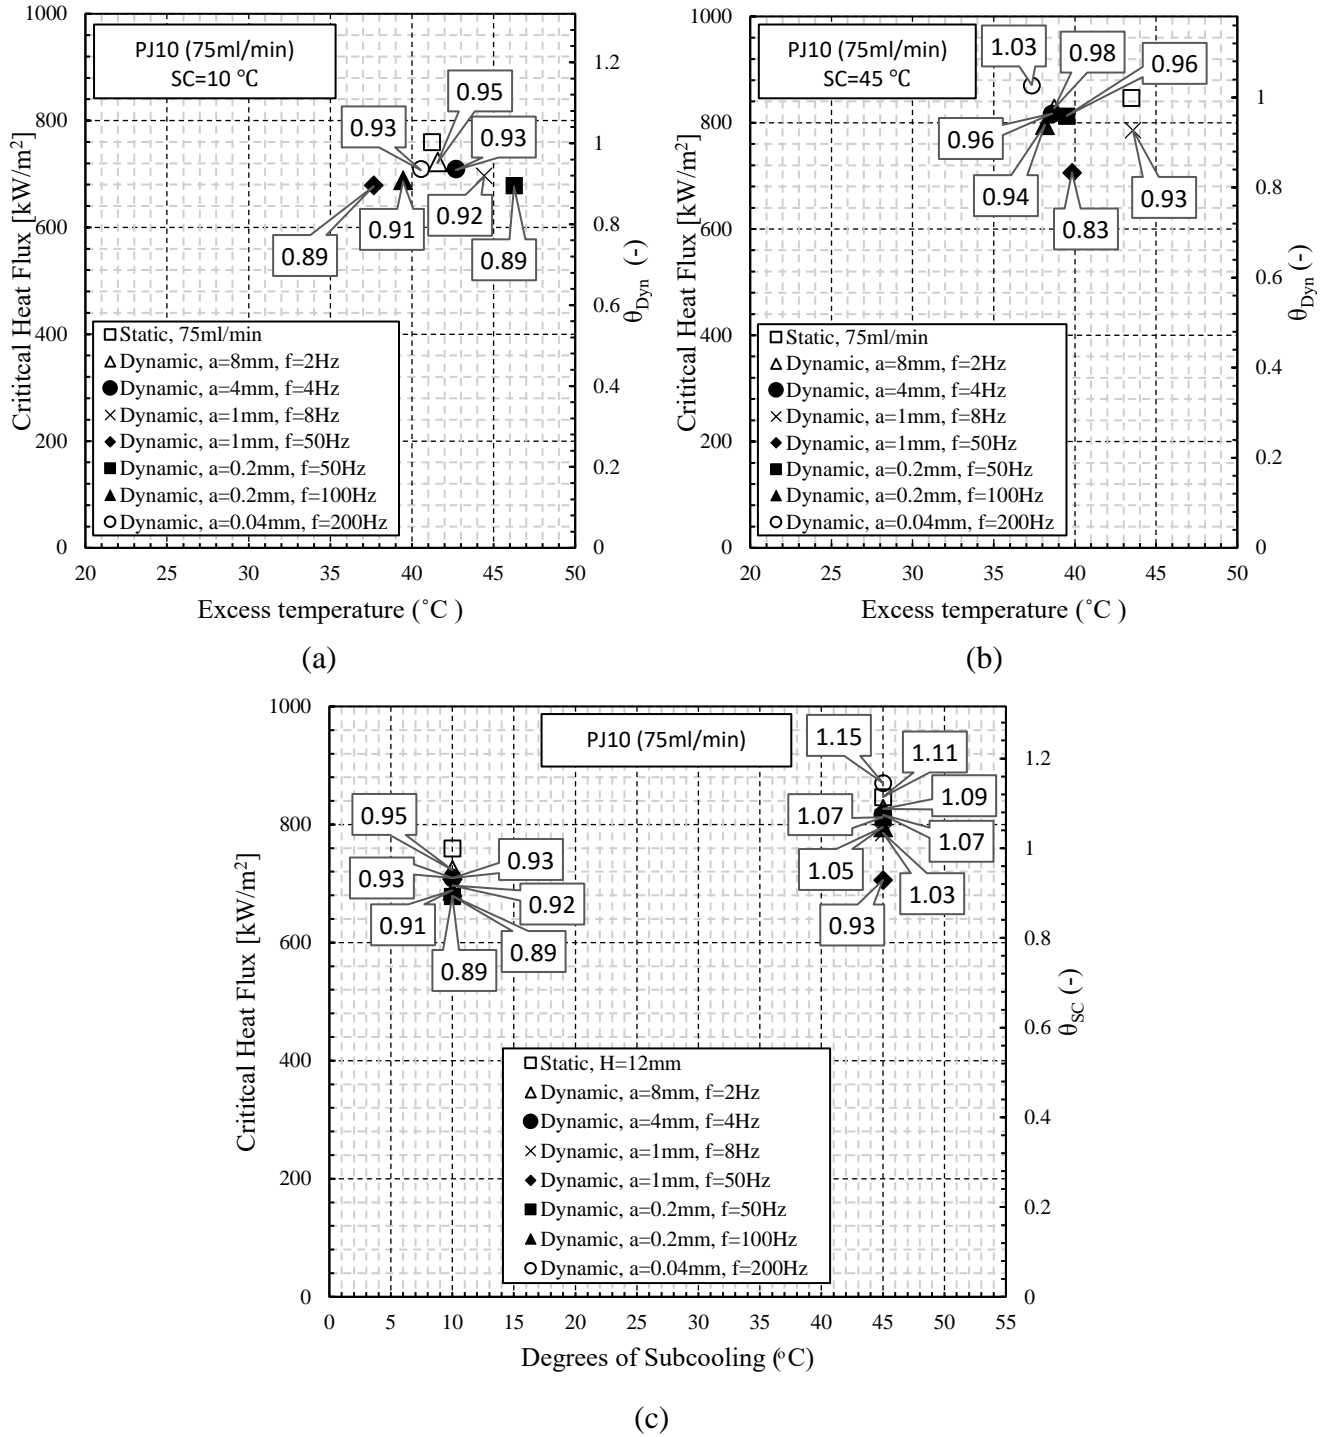 PJ10 (75ml/min)
SC=10 °C
1000
800
600
400
200
0
Crititcal Heat Flux [kW/m²]
0.95
0.93
0.93
0.92
0.91
0.89
0.89
1.2
1
0.8
0.6
0.4
0.2
0
θDyn (-)
Static, 75ml/min
Dynamic, a=8mm, f=2Hz
Dynamic, a=4mm, f=4Hz
Dynamic, a=1mm, f=8Hz
Dynamic, a=1mm, f=50Hz
Dynamic, a=0.2mm, f=50Hz
Dynamic, a=0.2mm, f=100Hz
Dynamic, a=0.04mm, f=200Hz
20 25 30 35 40 45 50
Excess temperature (˚C )
(a)
PJ10 (75ml/min)
SC=45 °C
1000
800
600
400
200
0
Crititcal Heat Flux [kW/m²]
1.03
0.98
0.96
0.96
0.94
0.93
0.83
1
0.8
0.6
0.4
0.2
0
θDyn (-)
Static, 75ml/min
Dynamic, a=8mm, f=2Hz
Dynamic, a=4mm, f=4Hz
Dynamic, a=1mm, f=8Hz
Dynamic, a=1mm, f=50Hz
Dynamic, a=0.2mm, f=50Hz
Dynamic, a=0.2mm, f=100Hz
Dynamic, a=0.04mm, f=200Hz
20 25 30 35 40 45 50
Excess temperature (˚C )
(b)
PJ10 (75ml/min)
1000
800
600
400
200
0
Crititcal Heat Flux [kW/m²]
0.95
0.93
0.93
0.92
0.91
0.89
0.89
1.15
1.11
1.09
1.07
1.07
1.05
1.03
0.93
1.2
1
0.8
0.6
0.4
0.2
0
θSC (-)
Static, H=12mm
Dynamic, a=8mm, f=2Hz
Dynamic, a=4mm, f=4Hz
Dynamic, a=1mm, f=8Hz
Dynamic, a=1mm, f=50Hz
Dynamic, a=0.2mm, f=50Hz
Dynamic, a=0.2mm, f=100Hz
Dynamic, a=0.04mm, f=200Hz
0 5 10 15 20 25 30 35 40 45 50 55
Degrees of Subcooling (°C)
(c)